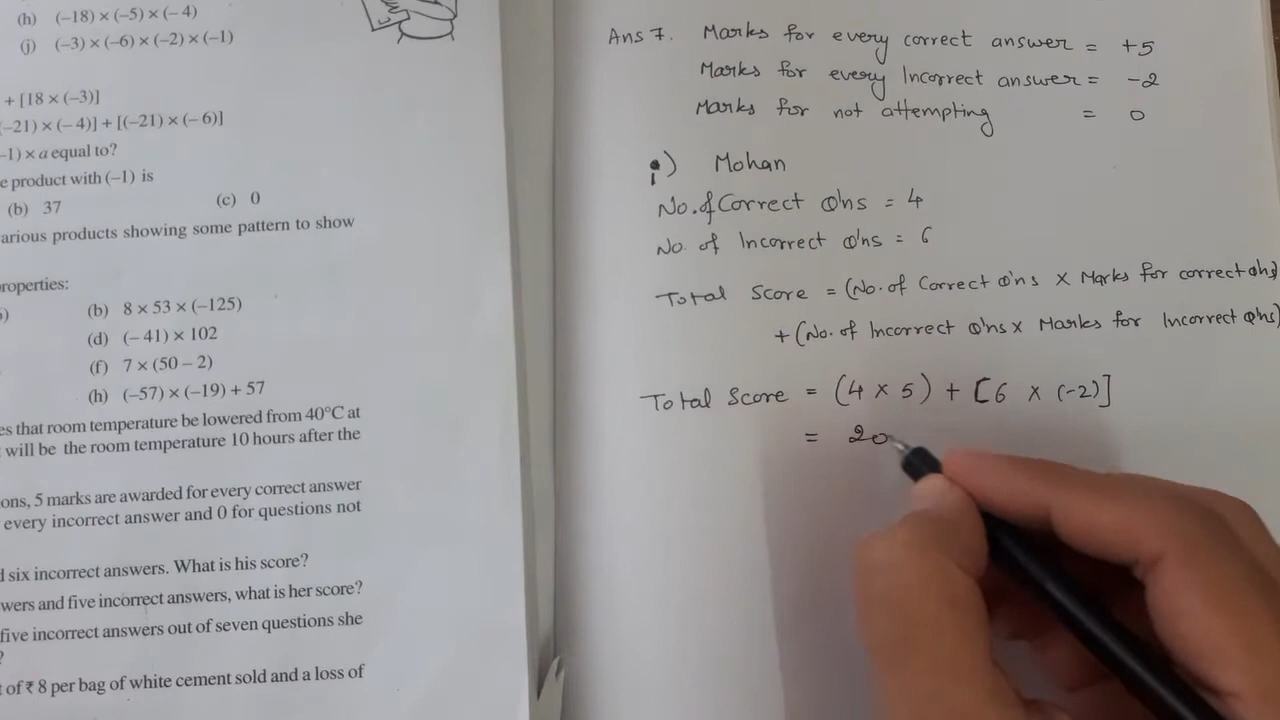 (h) (–18) × (–5) × (– 4)
(j) (–3) × (–6) × (–2) × (–1)
+ [18 × (–3)]
–21) × (– 4)] + [(–21) × (– 6)]
–1) × a equal to?
e product with (–1) is
(b) 37 (c) 0
arious products showing some pattern to show
roperties:
(b) 8 × 53 × (–125)
(d) (– 41) × 102
(f) 7 × (50 – 2)
(h) (–57) × (–19) + 57
es that room temperature be lowered from 40°C at
will be the room temperature 10 hours after the
ons, 5 marks are awarded for every correct answer
every incorrect answer and 0 for questions not
d six incorrect answers. What is his score?
wers and five incorrect answers, what is her score?
five incorrect answers out of seven questions she
?
t of ₹ 8 per bag of white cement sold and a loss of
Ans 7. Marks for every correct answer = +5
Marks for every Incorrect answer = -2
Marks for not attempting = 0
i) Mohan
No. of Correct Q'ns = 4
No. of Incorrect Q'ns = 6
Total Score = (No. of Correct Q'ns × Marks for correct Qns)
+ (No. of Incorrect Q'ns × Marks for Incorrect Q'ns)
Total Score = (4 × 5) + [6 × (-2)]
= 20